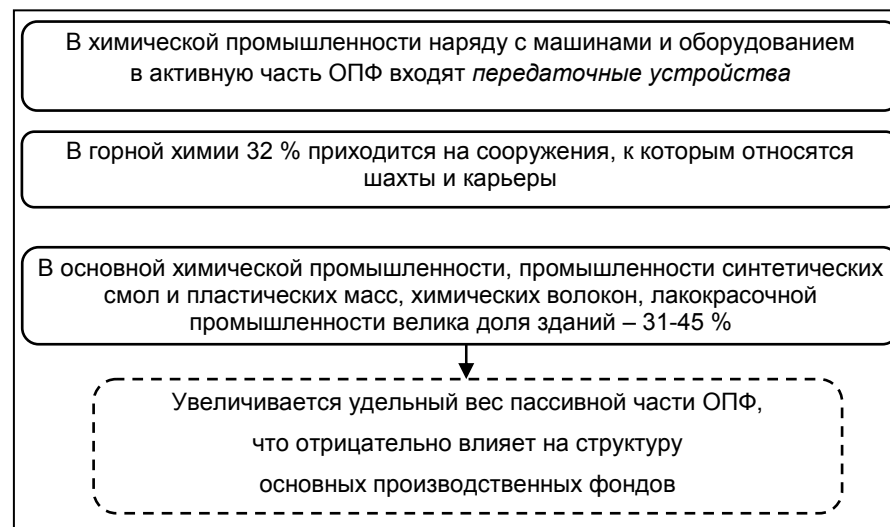 В химической промышленности наряду с машинами и оборудованием
в активную часть ОПФ входят передаточные устройства
В горной химии 32 % приходится на сооружения, к которым относятся
шахты и карьеры
В основной химической промышленности, промышленности синтетических
смол и пластических масс, химических волокон, лакокрасочной
промышленности велика доля зданий – 31-45 %
Увеличивается удельный вес пассивной части ОПФ,
что отрицательно влияет на структуру
основных производственных фондов